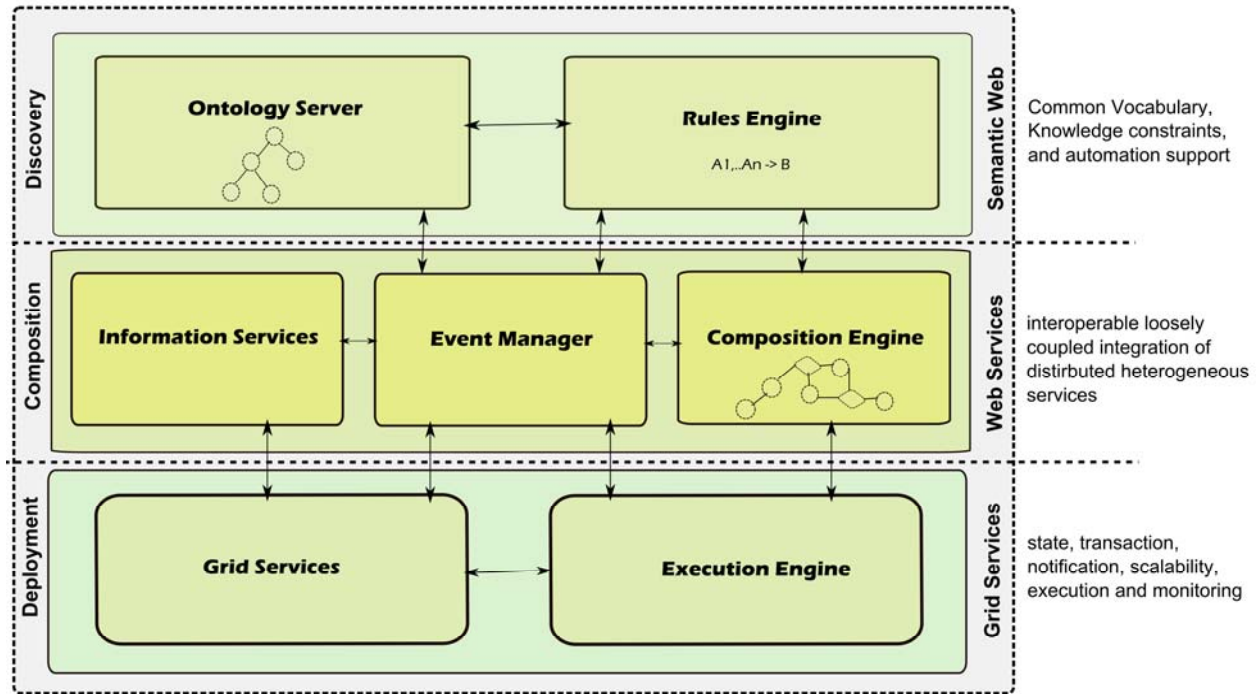 Discovery
Ontology Server
Rules Engine
A1,..An -> B
Semantic Web
Common Vocabulary,
Knowledge constraints,
and automation support
Composition
Information Services
Event Manager
Composition Engine
Web Services
interoperable loosely
coupled integration of
distirbuted heterogeneous
services
Deployment
Grid Services
Execution Engine
Grid Services
state, transaction,
notification, scalability,
execution and monitoring